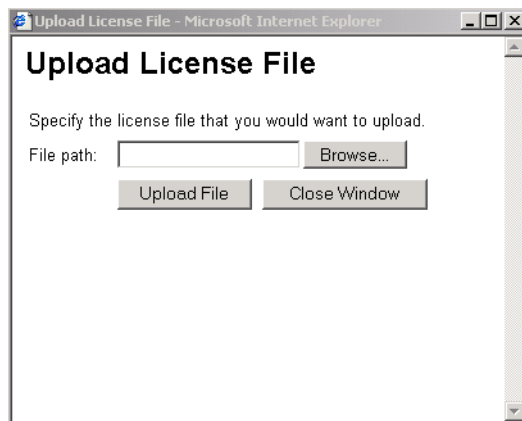 Upload License File - Microsoft Internet Explorer
Upload License File
Specify the license file that you would want to upload.
File path: Browse...
Upload File Close Window